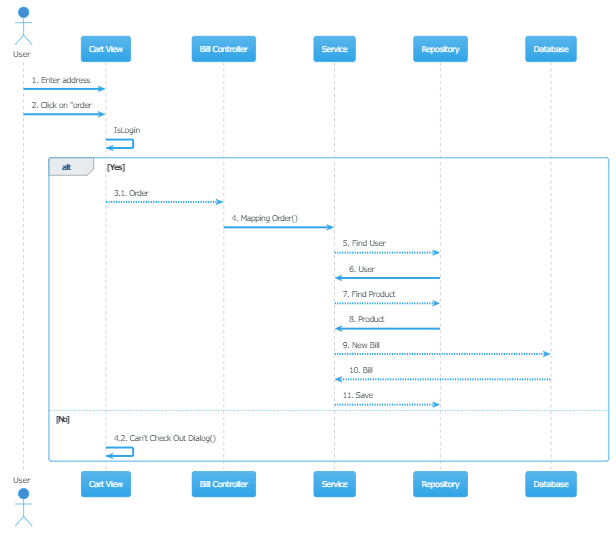 User
Cart View
Bill Controller
Service
Repository
Database
1. Enter address
2. Click on "order
IsLogin
alt
[Yes]
3.1. Order
4. Mapping Order()
5. Find User
6. User
7. Find Product
8. Product
9. New Bill
10. Bill
11. Save
[No]
4.2. Can't Check Out Dialog()
User
Cart View
Bill Controller
Service
Repository
Database